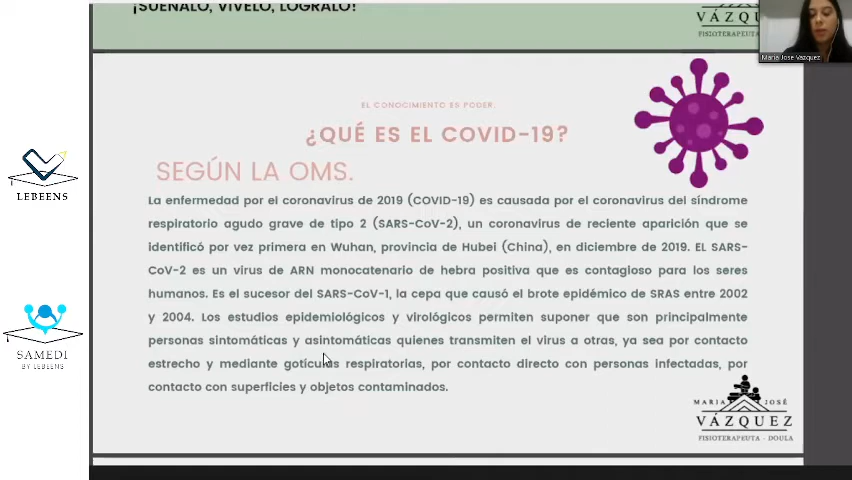 ¡SUÉÑALO, VÍVELO, LÓGRALO!
VÁZQUEZ
FISIOTERAPEUTA
Maria Jose Vazquez
EL CONOCIMIENTO ES PODER.
¿QUÉ ES EL COVID-19?
SEGÚN LA OMS.
La enfermedad por el coronavirus de 2019 (COVID-19) es causada por el coronavirus del síndrome
respiratorio agudo grave de tipo 2 (SARS-CoV-2), un coronavirus de reciente aparición que se
identificó por vez primera en Wuhan, provincia de Hubei (China), en diciembre de 2019. EL SARS-
CoV-2 es un virus de ARN monocatenario de hebra positiva que es contagioso para los seres
humanos. Es el sucesor del SARS-CoV-1, la cepa que causó el brote epidémico de SRAS entre 2002
y 2004. Los estudios epidemiológicos y virológicos permiten suponer que son principalmente
personas sintomáticas y asintomáticas quienes transmiten el virus a otras, ya sea por contacto
estrecho y mediante gotículas respiratorias, por contacto directo con personas infectadas, por
contacto con superficies y objetos contaminados.
LEBEENS
SAMEDI
BY LEBEENS
MARIA JOSÉ
VÁZQUEZ
FISIOTERAPEUTA - DOULA